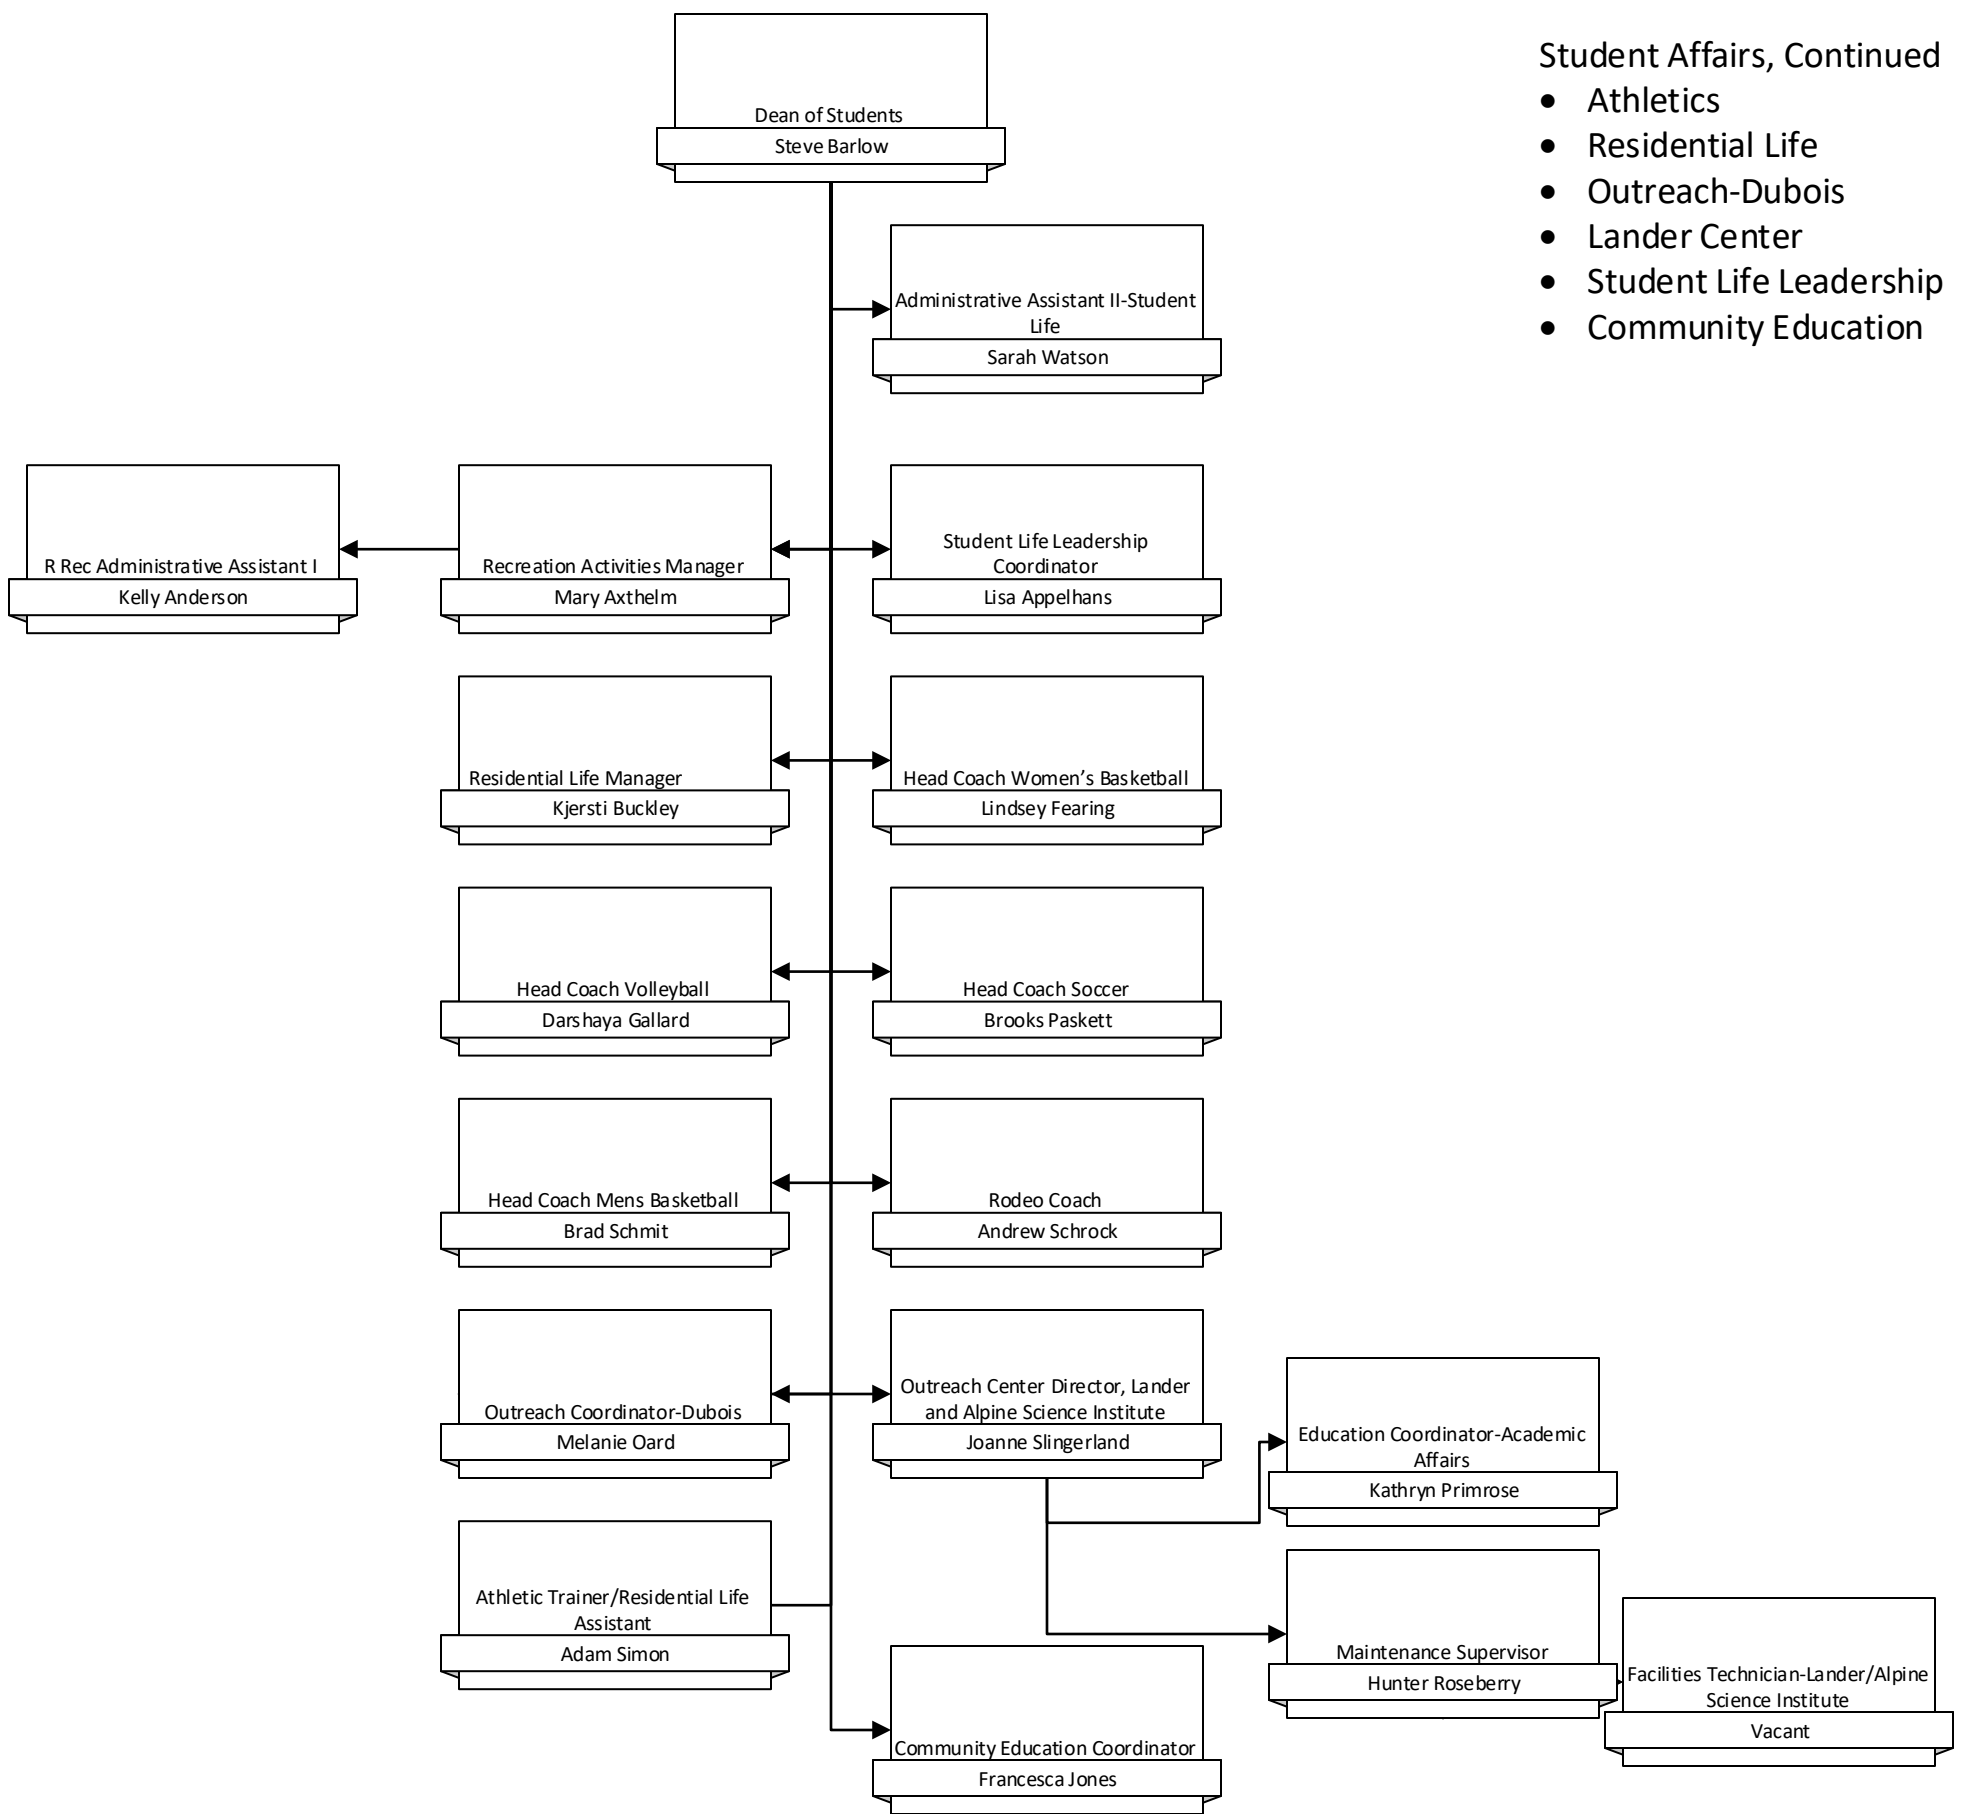 Student Affairs, Continued
• Athletics
• Residential Life
• Outreach-Dubois
• Lander Center
• Student Life Leadership
• Community Education
Dean of Students
Steve Barlow
Administrative Assistant II-Student
Life
Sarah Watson
R Rec Administrative Assistant I
Kelly Anderson
Recreation Activities Manager
Mary Axthelm
Student Life Leadership
Coordinator
Lisa Appelhans
Residential Life Manager
Kjersti Buckley
Head Coach Women’s Basketball
Lindsey Fearing
Head Coach Volleyball
Darshaya Gallard
Head Coach Soccer
Brooks Paskett
Head Coach Mens Basketball
Brad Schmit
Rodeo Coach
Andrew Schrock
Outreach Coordinator-Dubois
Melanie Oard
Outreach Center Director, Lander
and Alpine Science Institute
Joanne Slingerland
Education Coordinator-Academic
Affairs
Kathryn Primrose
Athletic Trainer/Residential Life
Assistant
Adam Simon
Maintenance Supervisor
Hunter Roseberry
Facilities Technician-Lander/Alpine
Science Institute
Vacant
Community Education Coordinator
Francesca Jones